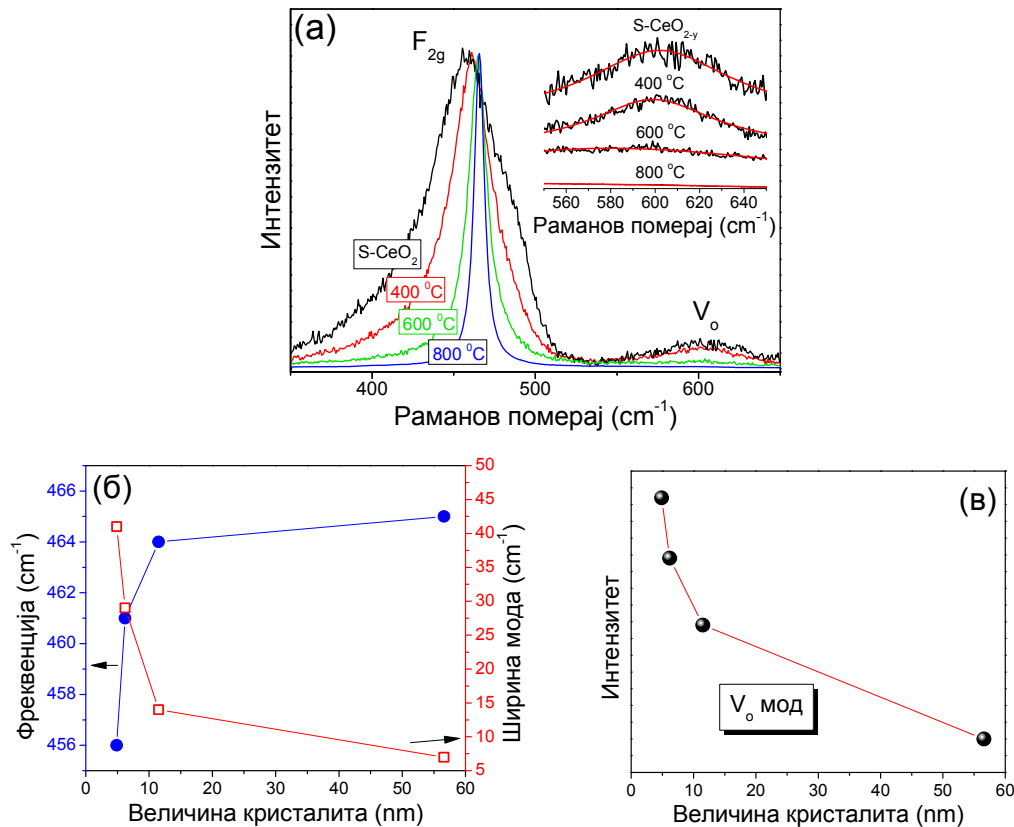 (а)
F2g
S-CeO2-y
400 °C
600 °C
800 °C
560 580 600 620 640
Раманов померај (cm-1)
Интензитет
S-CeO2
400 °C
600 °C
800 °C
Vo
400 500 600
Раманов померај (cm-1)
(б)
466
464
462
460
458
456
Фреквенција (cm-1)
50
45
40
35
30
25
20
15
10
5
Ширина мода (cm-1)
0 10 20 30 40 50 60
Величина кристалита (nm)
(в)
Интензитет
Vo мод
0 10 20 30 40 50 60
Величина кристалита (nm)